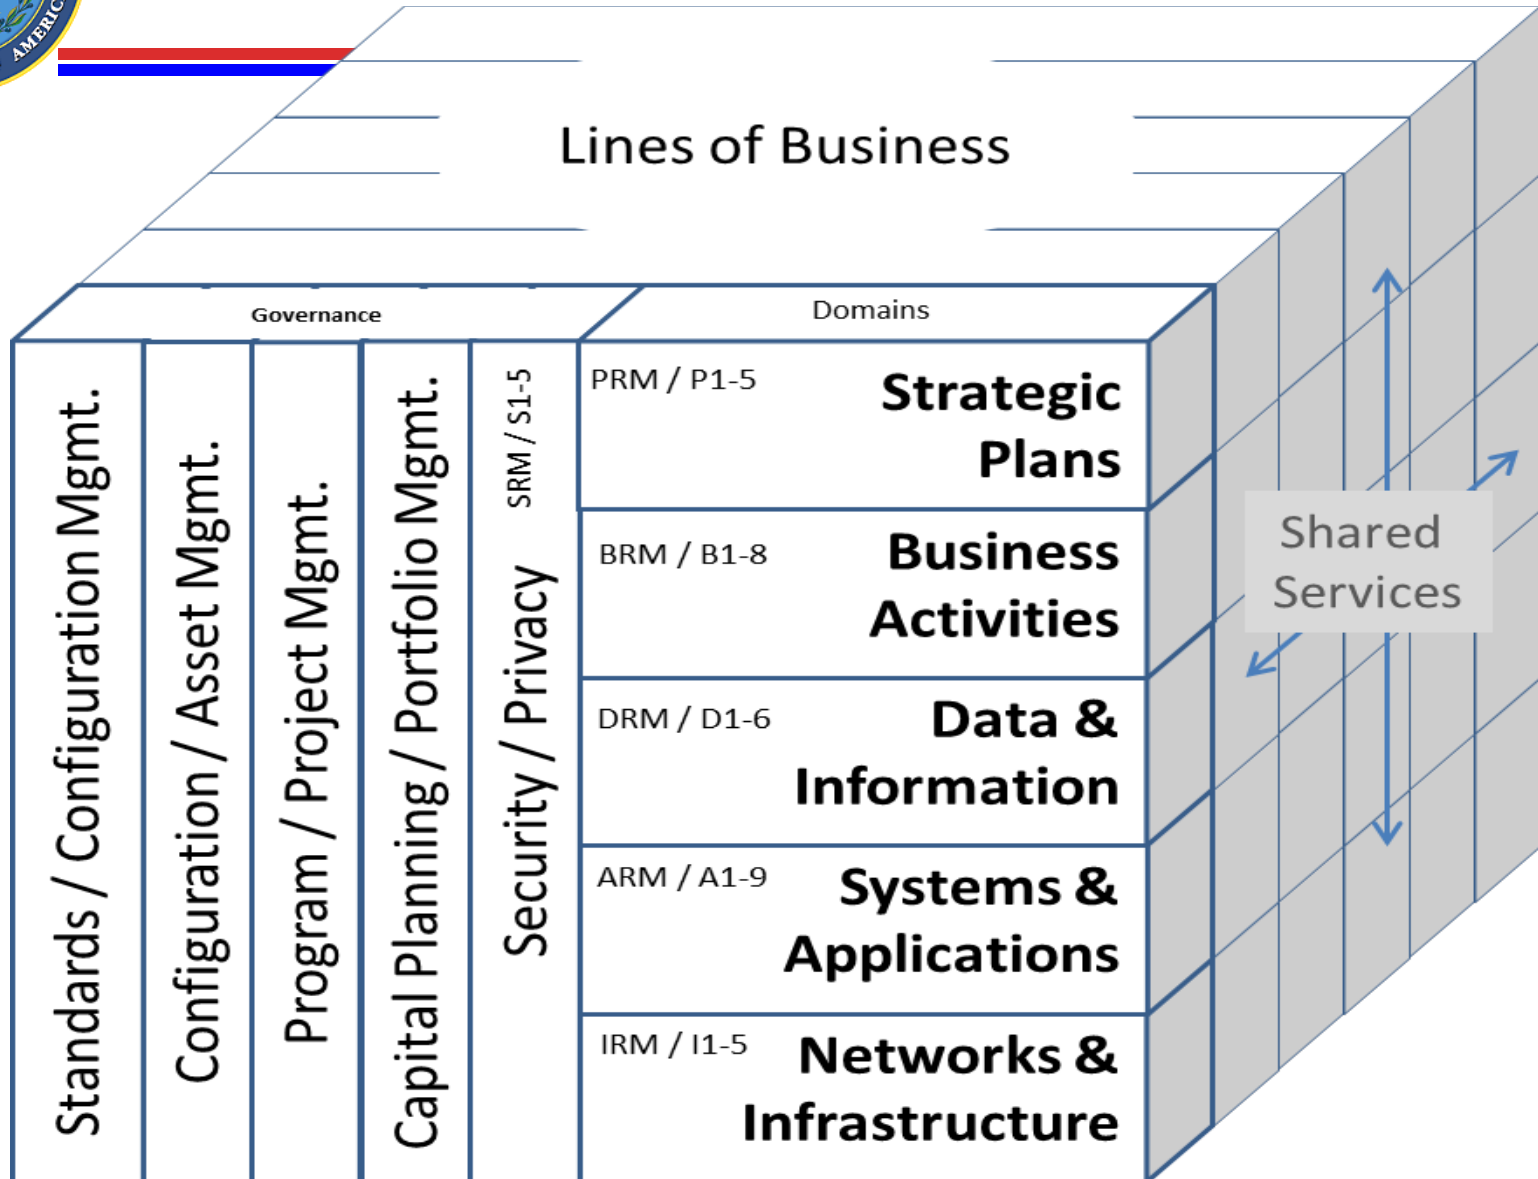 AMERIC
Lines of Business
Governance
Domains
Standards / Configuration Mgmt.
Configuration / Asset Mgmt.
Program / Project Mgmt.
Capital Planning / Portfolio Mgmt.
Security / Privacy
SRM / S1-5
PRM / P1-5
Strategic
Plans
BRM / B1-8
Business
Activities
DRM / D1-6
Data &
Information
ARM / A1-9
Systems &
Applications
IRM / I1-5
Networks &
Infrastructure
Shared
Services